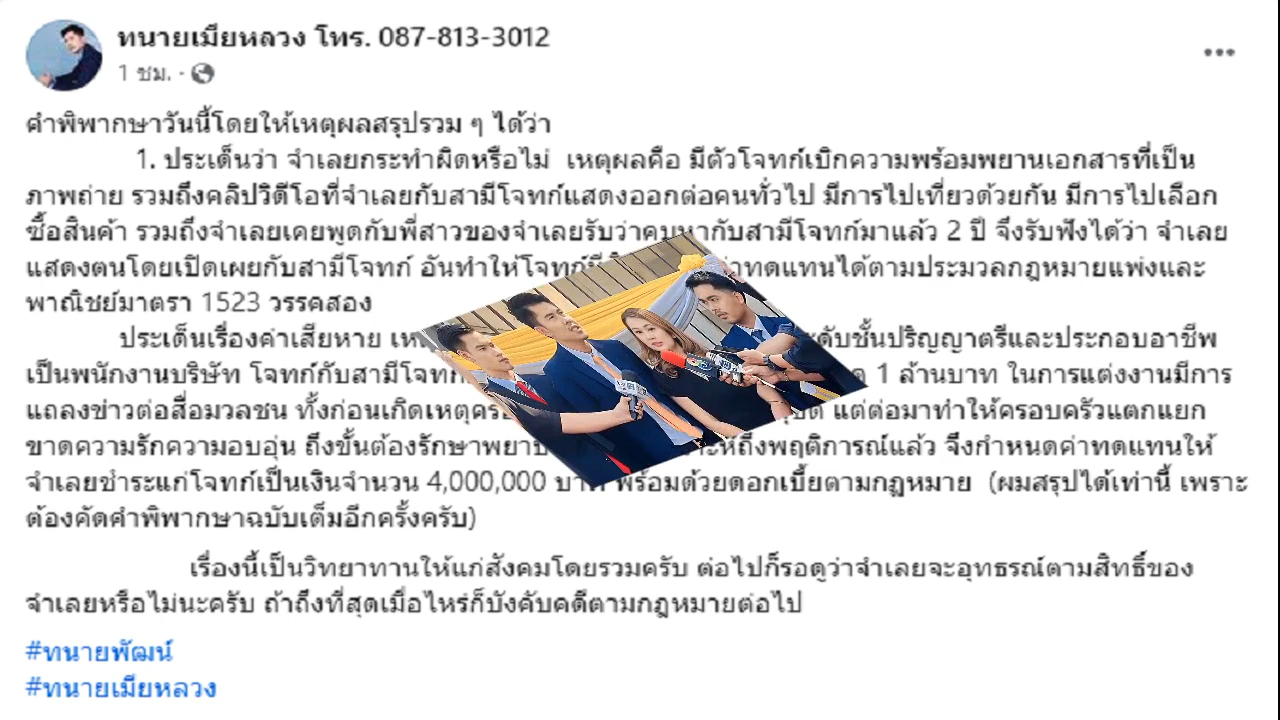 ทนายเมียหลวง โทร. 087-813-3012
1 ชม. ·
คำพิพากษาวันนี้โดยให้เหตุผลสรุปรวม ๆ ได้ว่า
1. ประเด็นว่า จำเลยกระทำผิดหรือไม่ เหตุผลคือ มีตัวโจทก์เบิกความพร้อมพยานเอกสารที่เป็น
ภาพถ่าย รวมถึงคลิปวิดีโอที่จำเลยกับสามีโจทก์แสดงออกต่อคนทั่วไป มีการไปเที่ยวด้วยกัน มีการไปเลือก
ซื้อสินค้า รวมถึงจำเลยเคยพูดกับพี่สาวของจำเลยรับว่าคบหากับสามีโจทก์มาแล้ว 2 ปี จึงรับฟังได้ว่า จำเลย
แสดงตนโดยเปิดเผยกับสามีโจทก์ อันทำให้โจทก์ ทดแทนได้ตามประมวลกฎหมายแพ่งและ
พาณิชย์มาตรา 1523 วรรคสอง
ประเด็นเรื่องค่าเสียหาย ระดับชั้นปริญญาตรีและประกอบอาชีพ
เป็นพนักงานบริษัท โจทก์กับสามีโจทก์ 1 ล้านบาท ในการแต่งงานมีการ
แถลงข่าวต่อสื่อมวลชน ทั้งก่อนเกิดเหตุ แต่ต่อมาทำให้ครอบครัวแตกแยก
ขาดความรักความอบอุ่น ถึงขั้นต้องรักษา ถึงพฤติการณ์แล้ว จึงกำหนดค่าทดแทนให้
จำเลยชำระแก่โจทก์เป็นเงินจำนวน 4,000,000 บาท พร้อมด้วยดอกเบี้ยตามกฎหมาย (ผมสรุปได้เท่านี้ เพราะ
ต้องคัดคำพิพากษาฉบับเต็มอีกครั้งครับ)
เรื่องนี้เป็นวิทยาทานให้แก่สังคมโดยรวมครับ ต่อไปก็รอดูว่าจำเลยจะอุทธรณ์ตามสิทธิ์ของ
จำเลยหรือไม่นะครับ ถ้าถึงที่สุดเมื่อไหร่ก็บังคับคดีตามกฎหมายต่อไป
#ทนายพัฒน์
#ทนายเมียหลวง